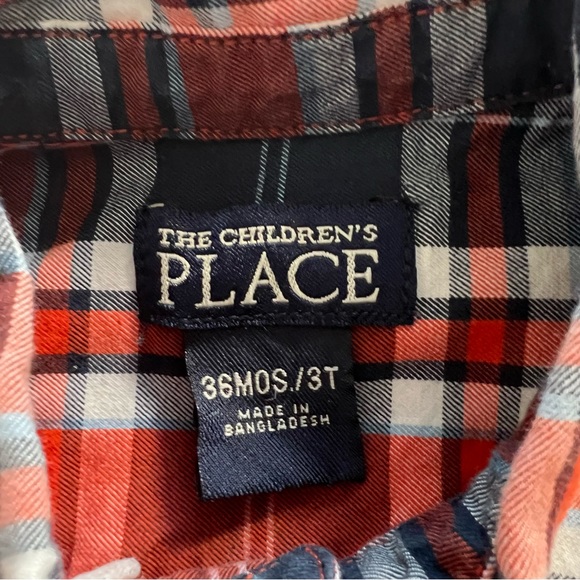 THE CHILDREN'S
PLACE
36MOS./3T
MADE IN
BANGLADESH